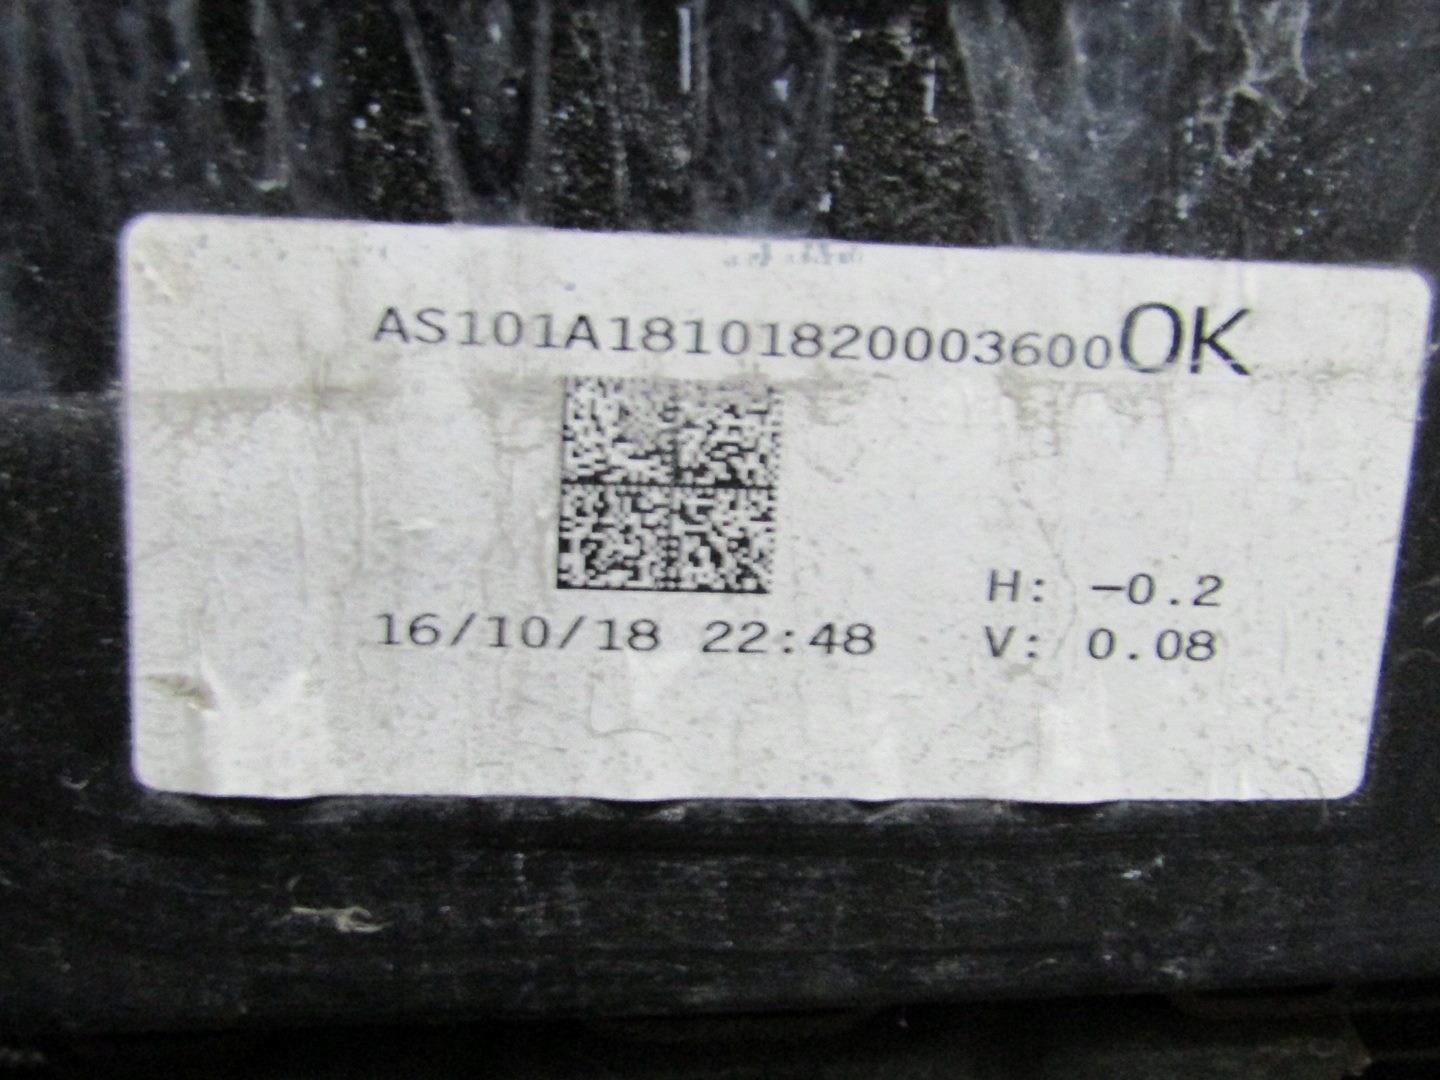 AS101A18101820003600OK
16/10/18 22:48
H: -0.2
V: 0.08